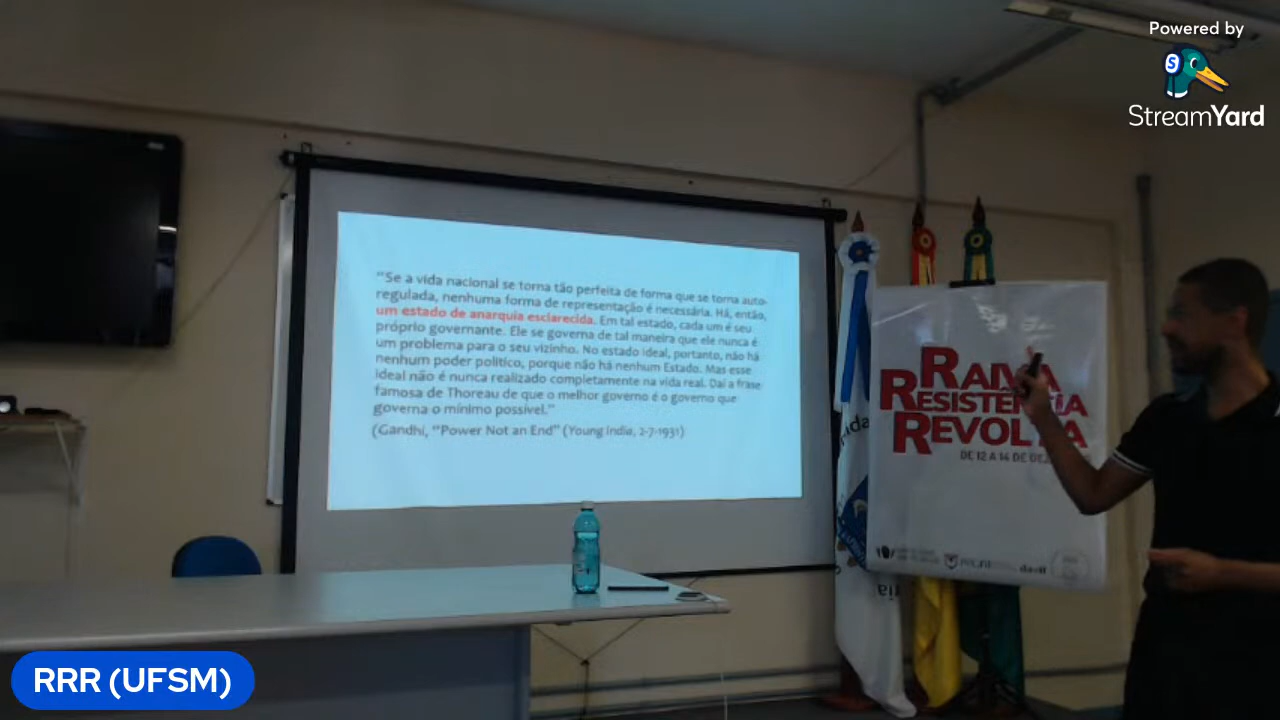 Powered by
StreamYard
“Se a vida nacional se torna tão perfeita de forma que se torna auto-
regulada, nenhuma forma de representação é necessária. Há, então,
um estado de anarquia esclarecida. Em tal estado, cada um é seu
próprio governante. Ele se governa de tal maneira que ele nunca é
um problema para o seu vizinho. No estado ideal, portanto, não há
nenhum poder político, porque não há nenhum Estado. Mas esse
ideal não é nunca realizado completamente na vida real. Daí a frase
famosa de Thoreau de que o melhor governo é o governo que
governa o mínimo possível.”
(Gandhi, “Power Not an End” (Young India, 2-7-1931)
RAIVA
RESISTÊNCIA
REVOLTA
DE 12 A 14 DE
RRR (UFSM)